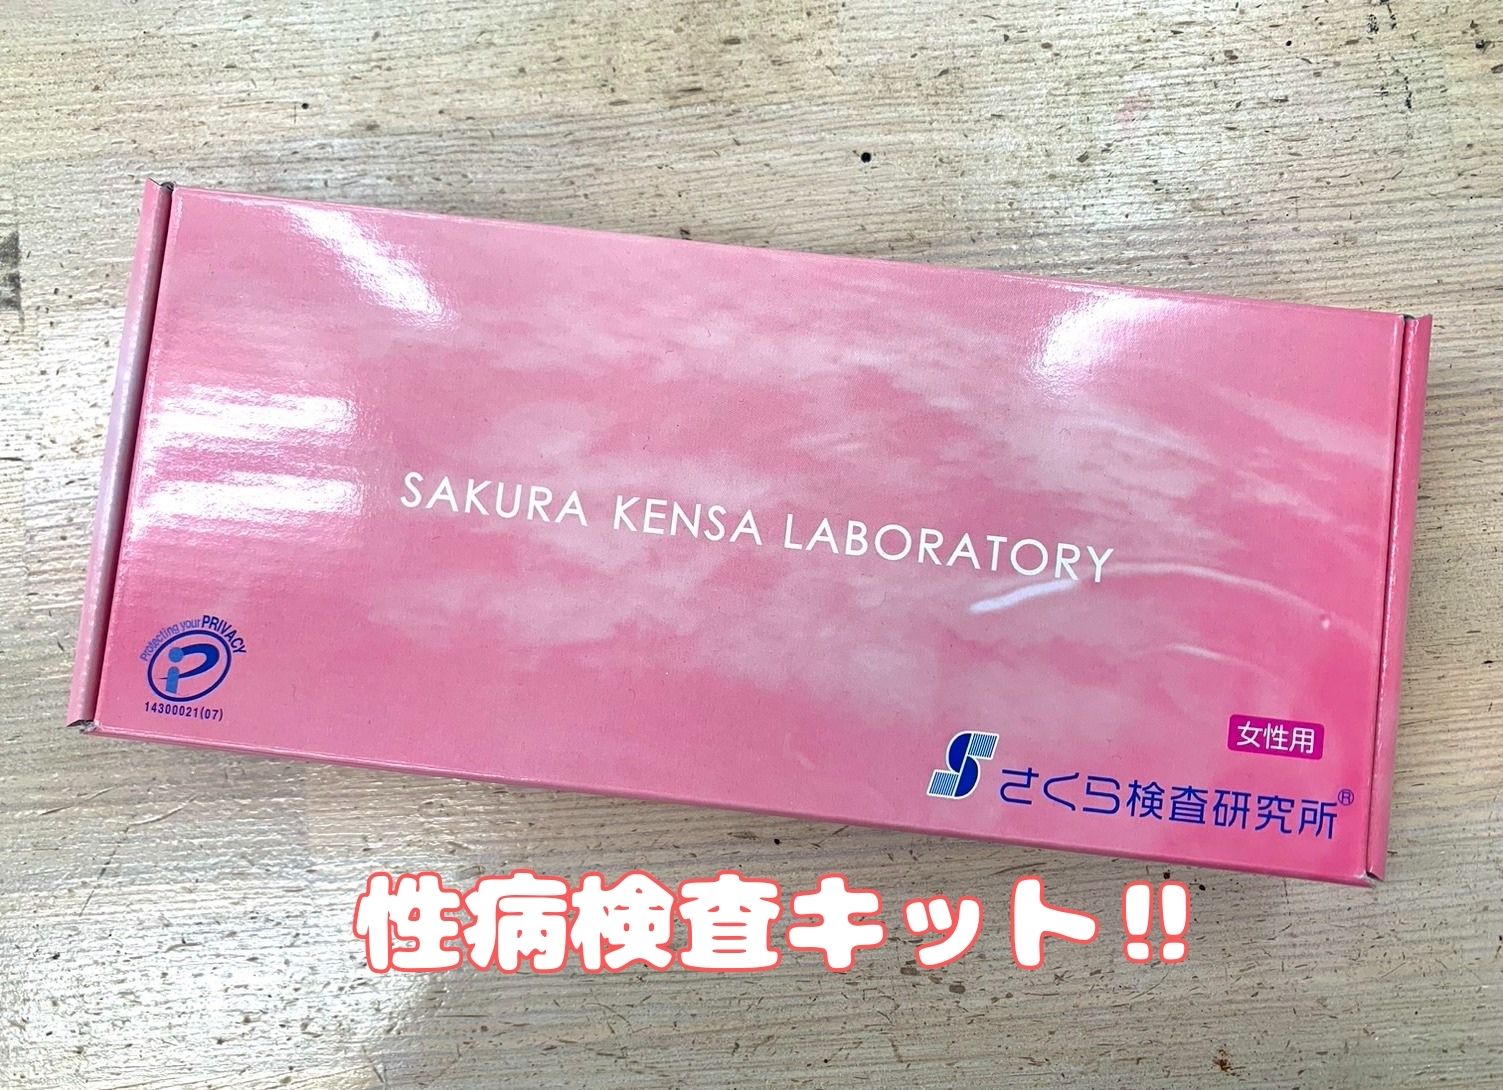 SAKURA KENSA LABORATORY
Protecting your PRIVACY
14300021(07)
女性用
S さくら検査研究所®
性病検査キット!!